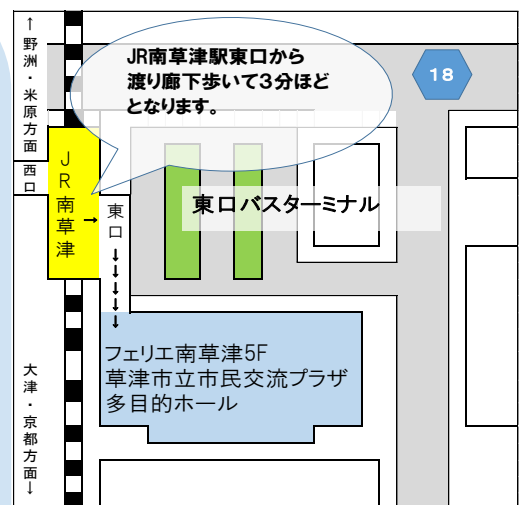 ↑野洲・米原方面
JR南草津駅東口から
渡り廊下歩いて３分ほど
となります。
18
西口
JR南草津
→
東口
↓↓↓↓↓
東口バスターミナル
フェリエ南草津5F
草津市立市民交流プラザ
多目的ホール
大津・京都方面↓